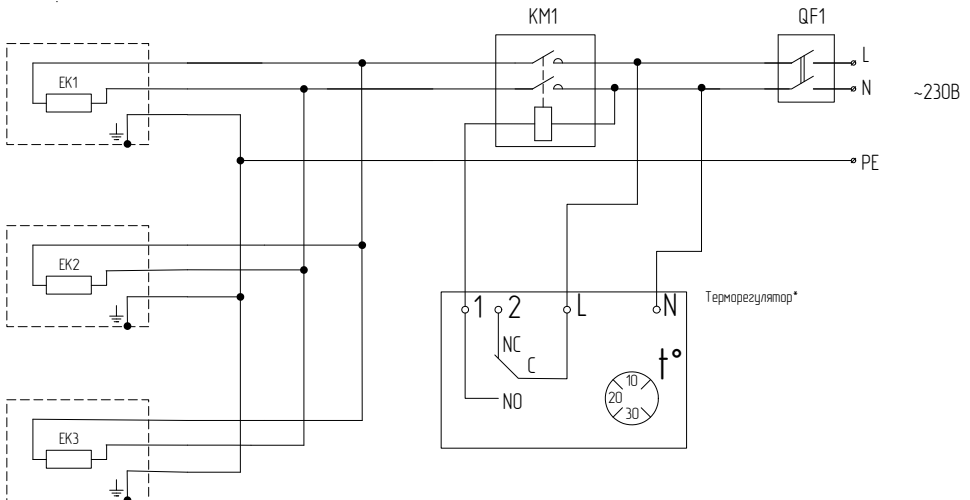 KM1
QF1
L
N
~230В
PE
EK1
EK2
EK3
Терморегулятор*
1
2
L
N
NC
C
NO
t°
10
20
30